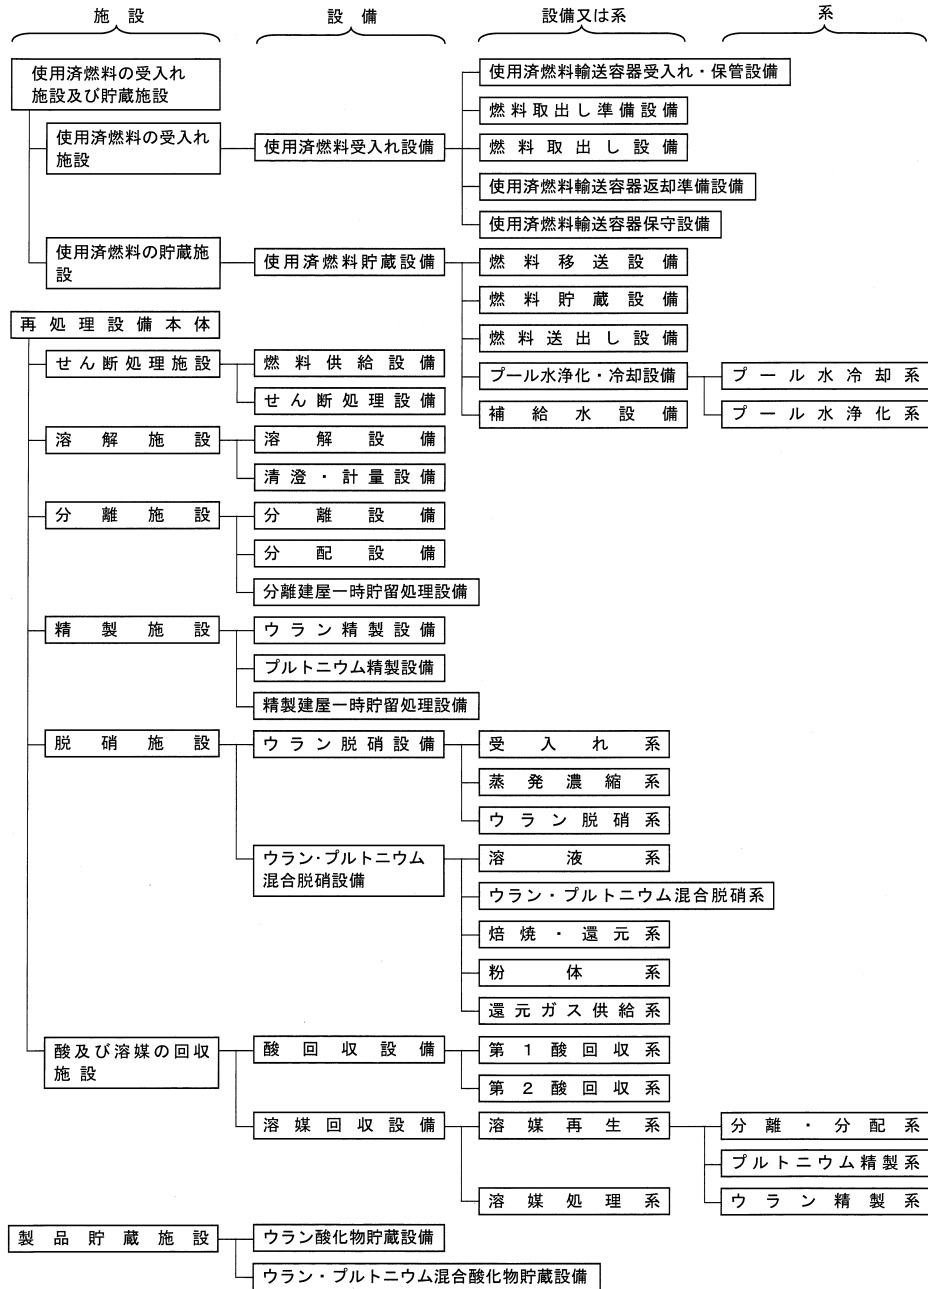 施設
設備
設備又は系
系
使用済燃料の受入れ
施設及び貯蔵施設
使用済燃料の受入れ
施設
使用済燃料受入れ設備
使用済燃料輸送容器受入れ・保管設備
燃料取出し準備設備
燃料取出し設備
使用済燃料輸送容器返却準備設備
使用済燃料輸送容器保守設備
使用済燃料の貯蔵施
設
使用済燃料貯蔵設備
燃料移送設備
燃料貯蔵設備
燃料送出し設備
プール水浄化・冷却設備
プール水冷却系
プール水浄化系
補給水設備
再処理設備本体
せん断処理施設
燃料供給設備
せん断処理設備
溶解施設
溶解設備
清澄・計量設備
分離施設
分離設備
分配設備
分離建屋一時貯留処理設備
精製施設
ウラン精製設備
プルトニウム精製設備
精製建屋一時貯留処理設備
脱硝施設
ウラン脱硝設備
受入れ系
蒸発濃縮系
ウラン脱硝系
ウラン・プルトニウム
混合脱硝設備
溶液系
ウラン・プルトニウム混合脱硝系
焙焼・還元系
粉体系
還元ガス供給系
酸及び溶媒の回収
施設
酸回収設備
第1酸回収系
第2酸回収系
溶媒回収設備
溶媒再生系
分離・分配系
プルトニウム精製系
ウラン精製系
溶媒処理系
製品貯蔵施設
ウラン酸化物貯蔵設備
ウラン・プルトニウム混合酸化物貯蔵設備